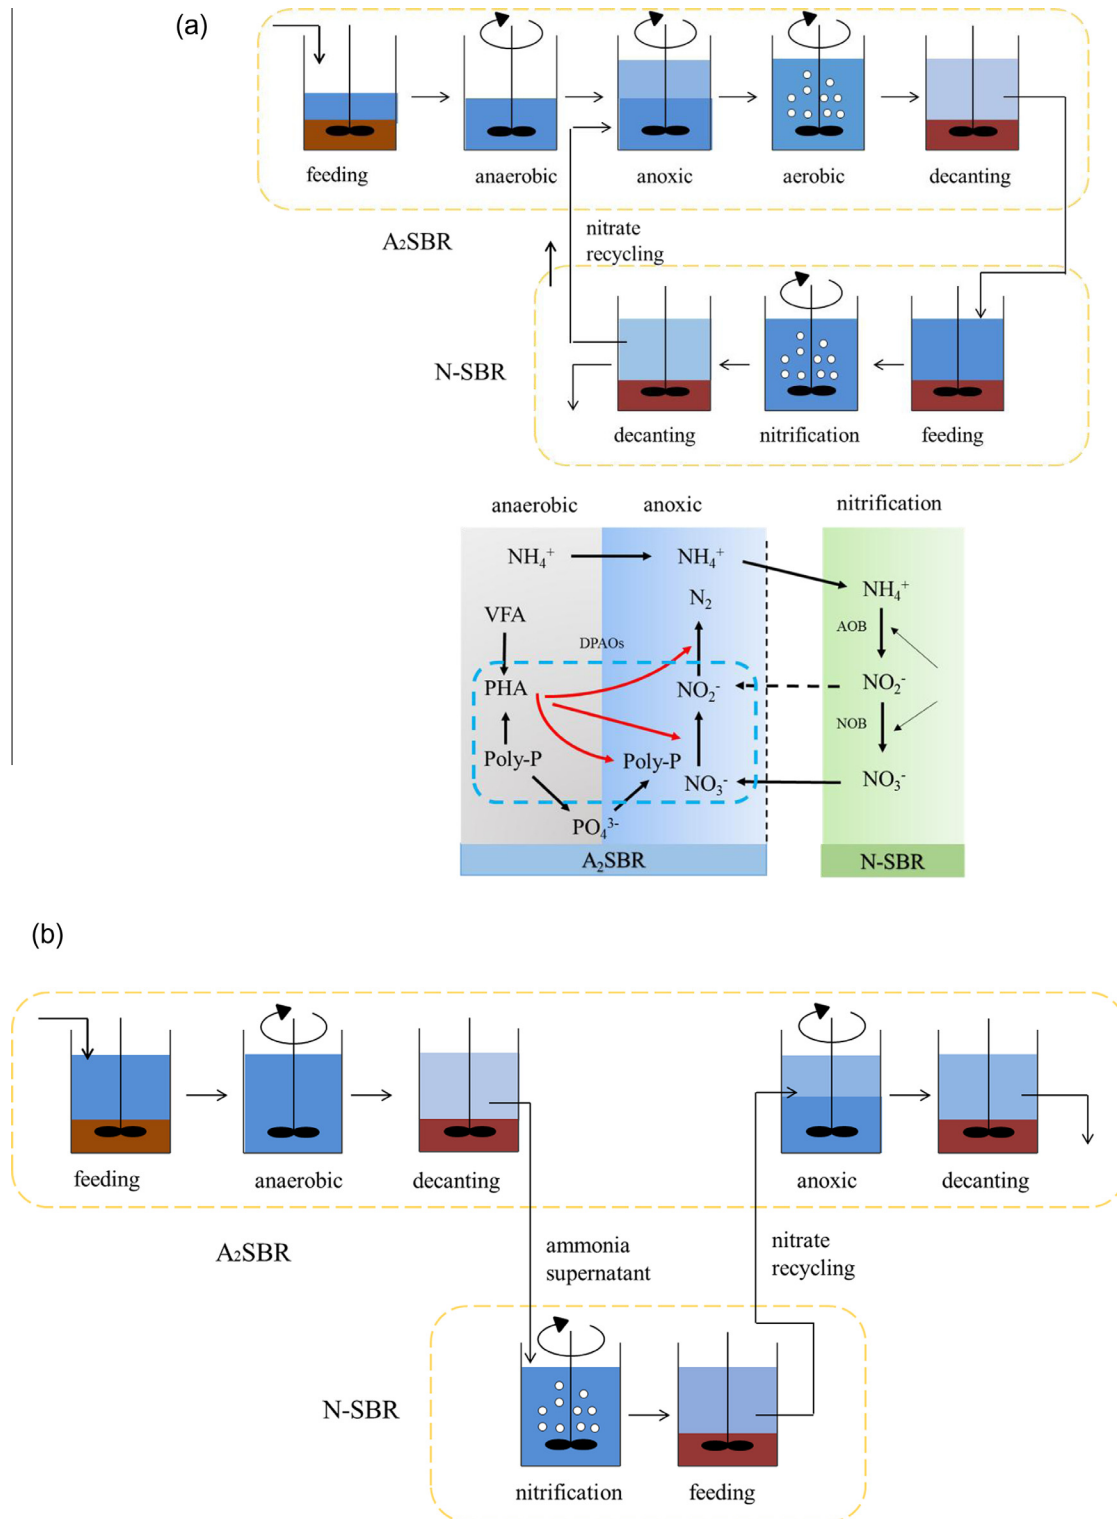 (a)
feeding
anaerobic
anoxic
aerobic
decanting
A₂SBR
nitrate
recycling
N-SBR
decanting
nitrification
feeding
anaerobic
anoxic
nitrification
NH₄⁺
NH₄⁺
NH₄⁺
N₂
VFA
AOB
DPAOs
PHA
NO₂⁻
NO₂⁻
NOB
Poly-P
Poly-P
NO₃⁻
NO₃⁻
PO₄³⁻
A₂SBR
N-SBR
(b)
feeding
anaerobic
decanting
anoxic
decanting
A₂SBR
ammonia
supernatant
nitrate
recycling
N-SBR
nitrification
feeding